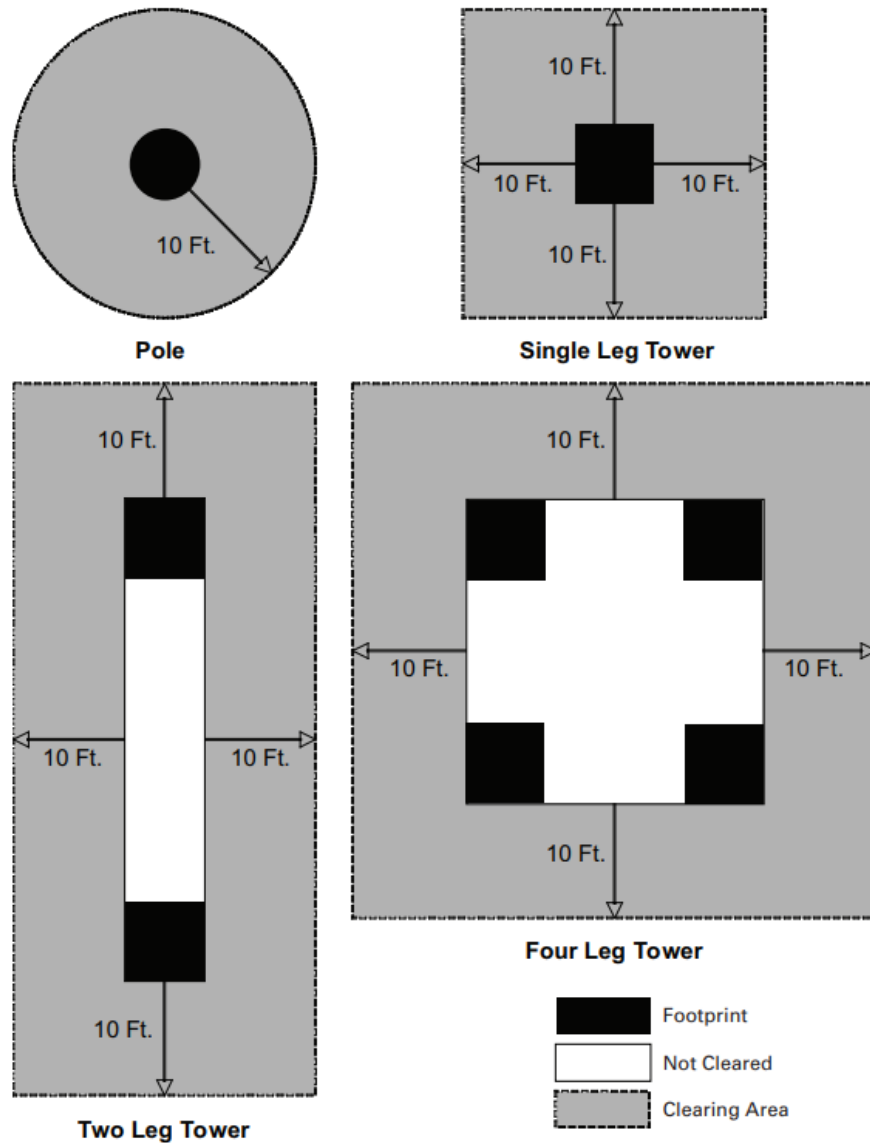 10 Ft.
Pole
10 Ft.
10 Ft.
10 Ft.
10 Ft.
Single Leg Tower
10 Ft.
10 Ft.
10 Ft.
10 Ft.
Two Leg Tower
10 Ft.
10 Ft.
10 Ft.
10 Ft.
Four Leg Tower
Footprint
Not Cleared
Clearing Area